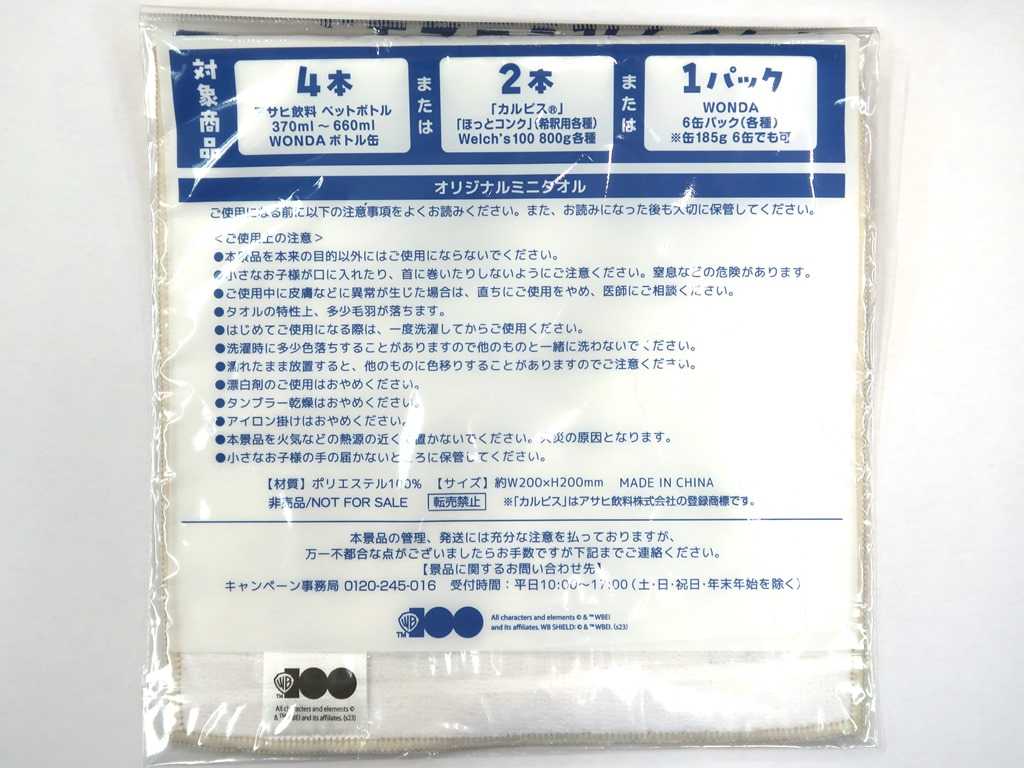 対象商品
4本
アサヒ飲料 ペットボトル
370ml ~ 660ml
WONDA ボトル缶
または
2本
「カルピス®」
「ほっとコンク」(希釈用各種)
Welch's100 800g各種
または
1パック
WONDA
6缶パック(各種)
※缶185g 6缶でも可
オリジナルミニタオル
ご使用になる前に以下の注意事項をよくお読みください。また、お読みになった後も大切に保管してください。
<ご使用上の注意>
●本景品を本来の目的以外にはご使用にならないでください。
●小さなお子様が口に入れたり、首に巻いたりしないようにご注意ください。窒息などの危険があります。
●ご使用中に皮膚などに異常が生じた場合は、直ちにご使用をやめ、医師にご相談ください。
●タオルの特性上、多少毛羽が落ちます。
●はじめてご使用になる際は、一度洗濯してからご使用ください。
●洗濯時に多少色落ちすることがありますので他のものと一緒に洗わないでください。
●濡れたまま放置すると、他のものに色移りすることがありますのでご注意ください。
●漂白剤のご使用はおやめください。
●タンブラー乾燥はおやめください。
●アイロン掛けはおやめください。
●本景品を火気などの熱源の近くに置かないでください。火災の原因となります。
●小さなお子様の手の届かないところに保管してください。
【材質】ポリエステル100% 【サイズ】約W200×H200mm MADE IN CHINA
非売品/NOT FOR SALE 転売禁止 ※「カルピス」はアサヒ飲料株式会社の登録商標です。
本景品の管理、発送には充分な注意を払っておりますが、
万一不都合な点がございましたらお手数ですが下記までご連絡ください。
【景品に関するお問い合わせ先】
キャンペーン事務局 0120-245-016 受付時間:平日10:00~17:00(土・日・祝日・年末年始を除く)
WB 100 TM
All characters and elements © & ™ WBEI
and its affiliates. WB SHIELD: © & ™ WBEI. (s23)
WB 100 TM
All characters and elements ©
& ™ WBEI and its affiliates. (s23)